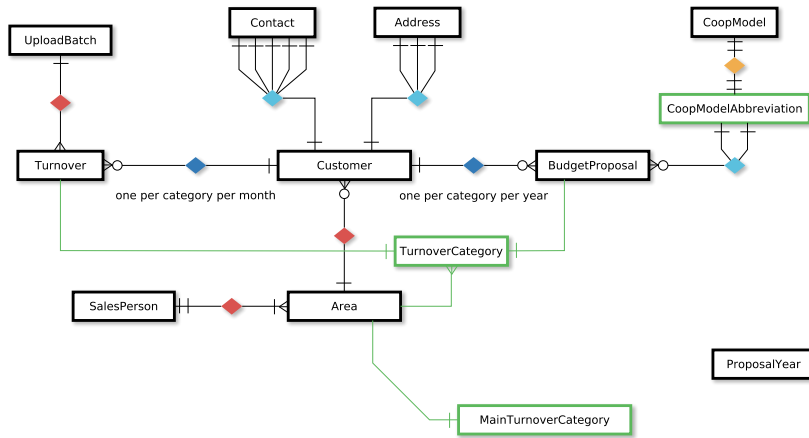 Contact
Address
CoopModel
UploadBatch
CoopModelAbbreviation
Turnover
Customer
BudgetProposal
one per category per month
one per category per year
TurnoverCategory
SalesPerson
Area
ProposalYear
MainTurnoverCategory